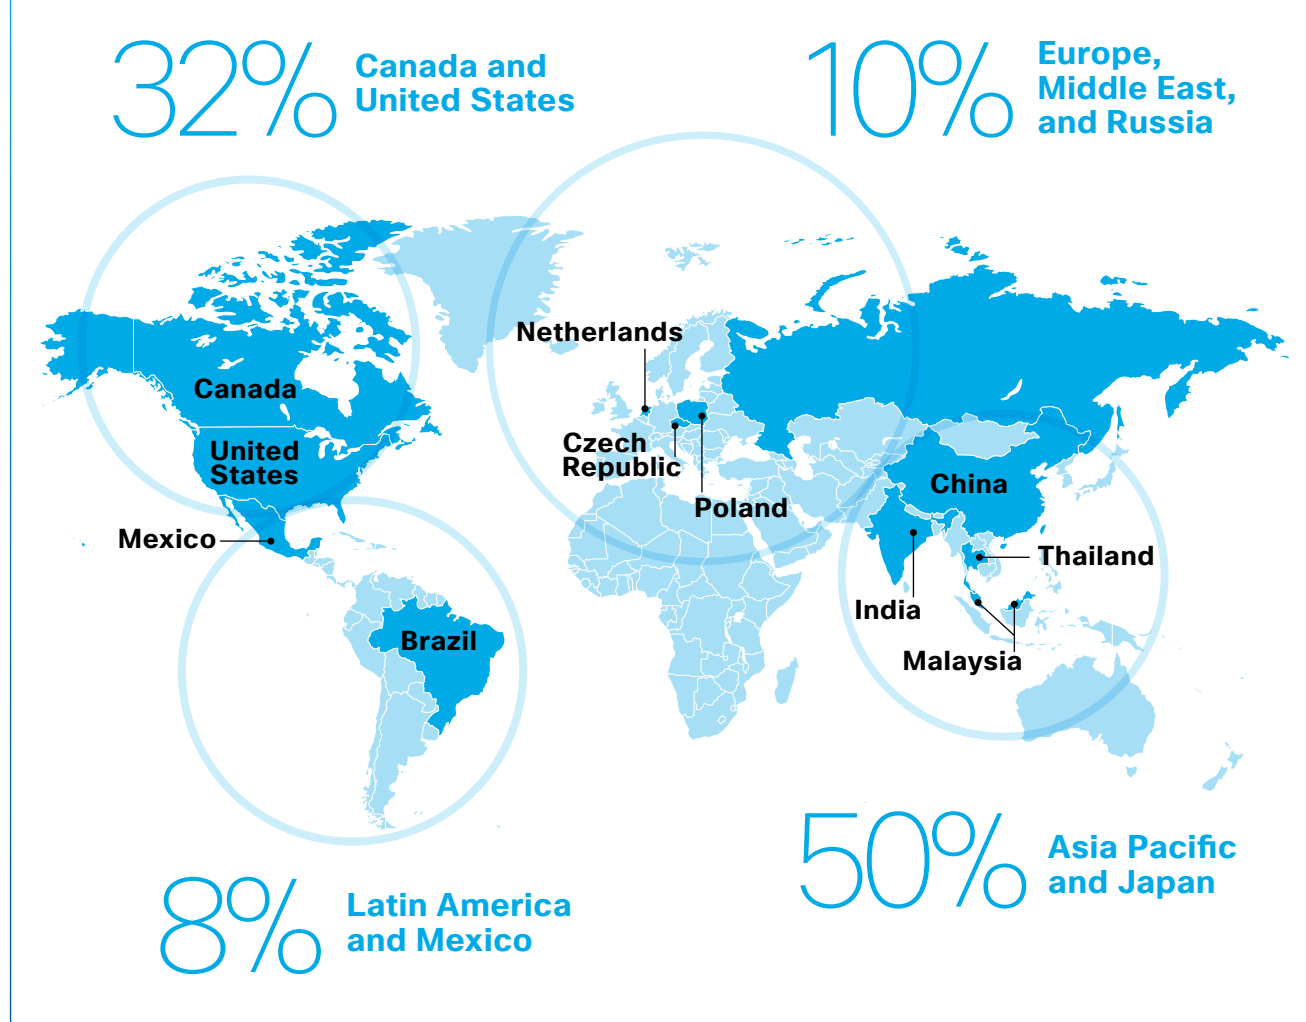 32%
Canada and
United States
10%
Europe,
Middle East,
and Russia
Netherlands
Canada
United
States
Czech
Republic
China
Poland
Mexico
Thailand
India
Brazil
Malaysia
50%
Asia Pacific
and Japan
8%
Latin America
and Mexico